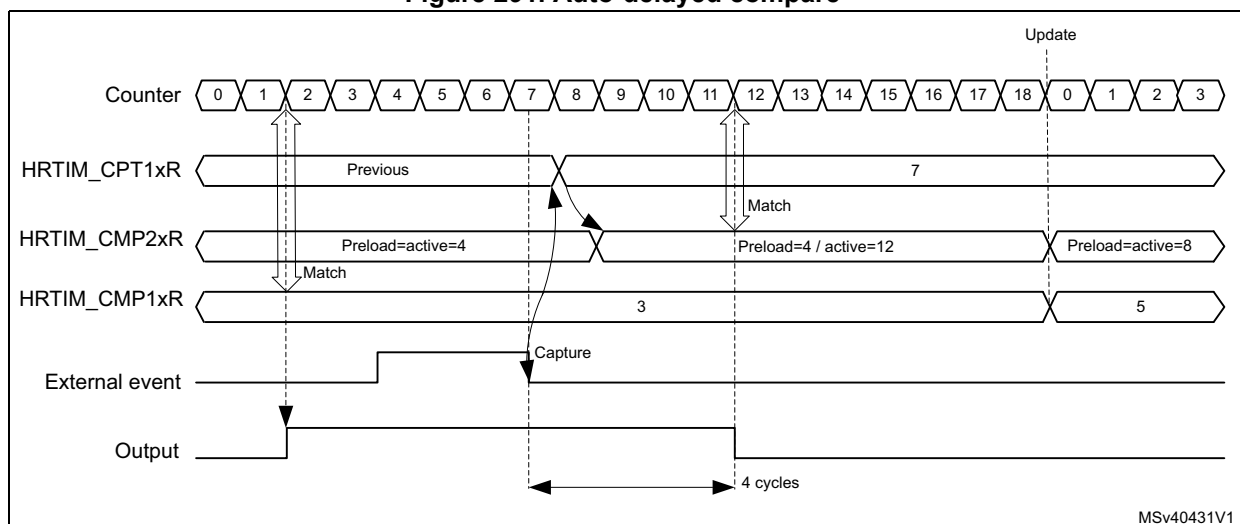 Figure 201. Auto-delayed compare
Update
Counter 0 1 2 3 4 5 6 7 8 9 10 11 12 13 14 15 16 17 18 0 1 2 3
HRTIM_CPT1xR Previous 7
Match
HRTIM_CMP2xR Preload=active=4 Preload=4 / active=12 Preload=active=8
Match
HRTIM_CMP1xR 3 5
Capture
External event
Output
4 cycles
MSv40431V1